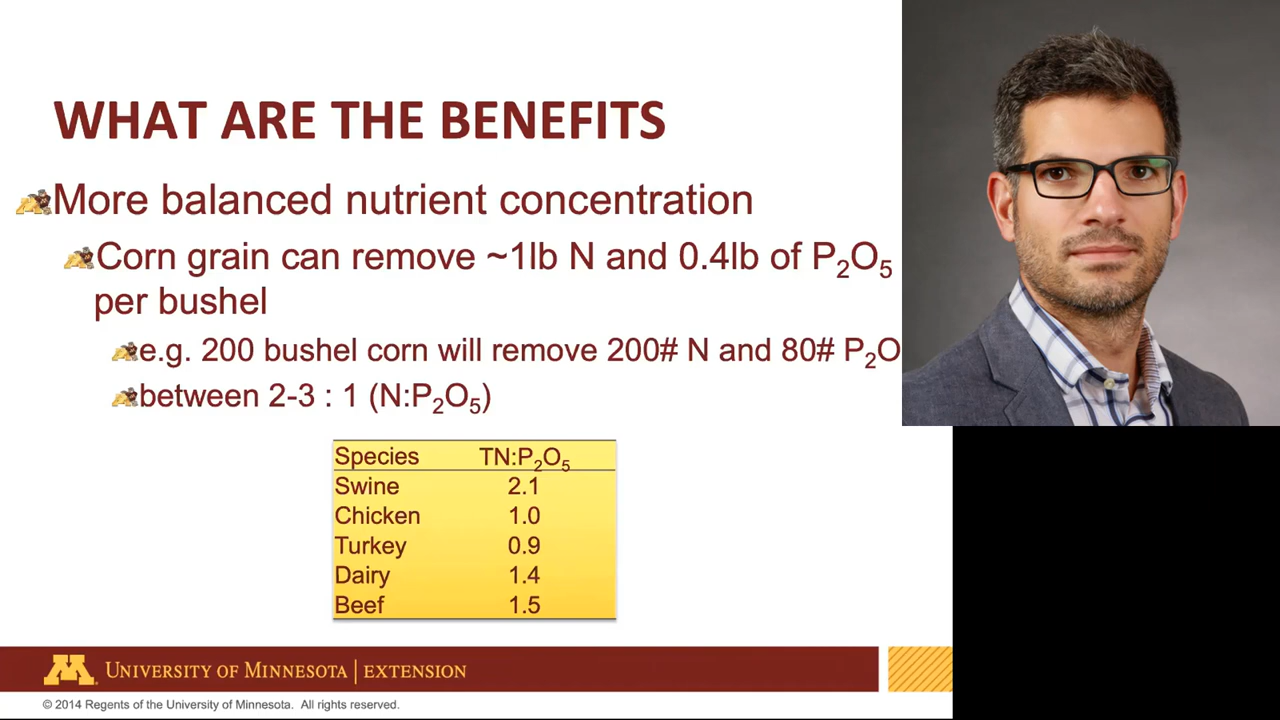 WHAT ARE THE BENEFITS
More balanced nutrient concentration
Corn grain can remove ~1lb N and 0.4lb of P₂O₅
per bushel
e.g. 200 bushel corn will remove 200# N and 80# P₂O
between 2-3 : 1 (N:P₂O₅)
Species TN:P₂O₅
Swine 2.1
Chicken 1.0
Turkey 0.9
Dairy 1.4
Beef 1.5
M UNIVERSITY OF MINNESOTA | EXTENSION
© 2014 Regents of the University of Minnesota. All rights reserved.